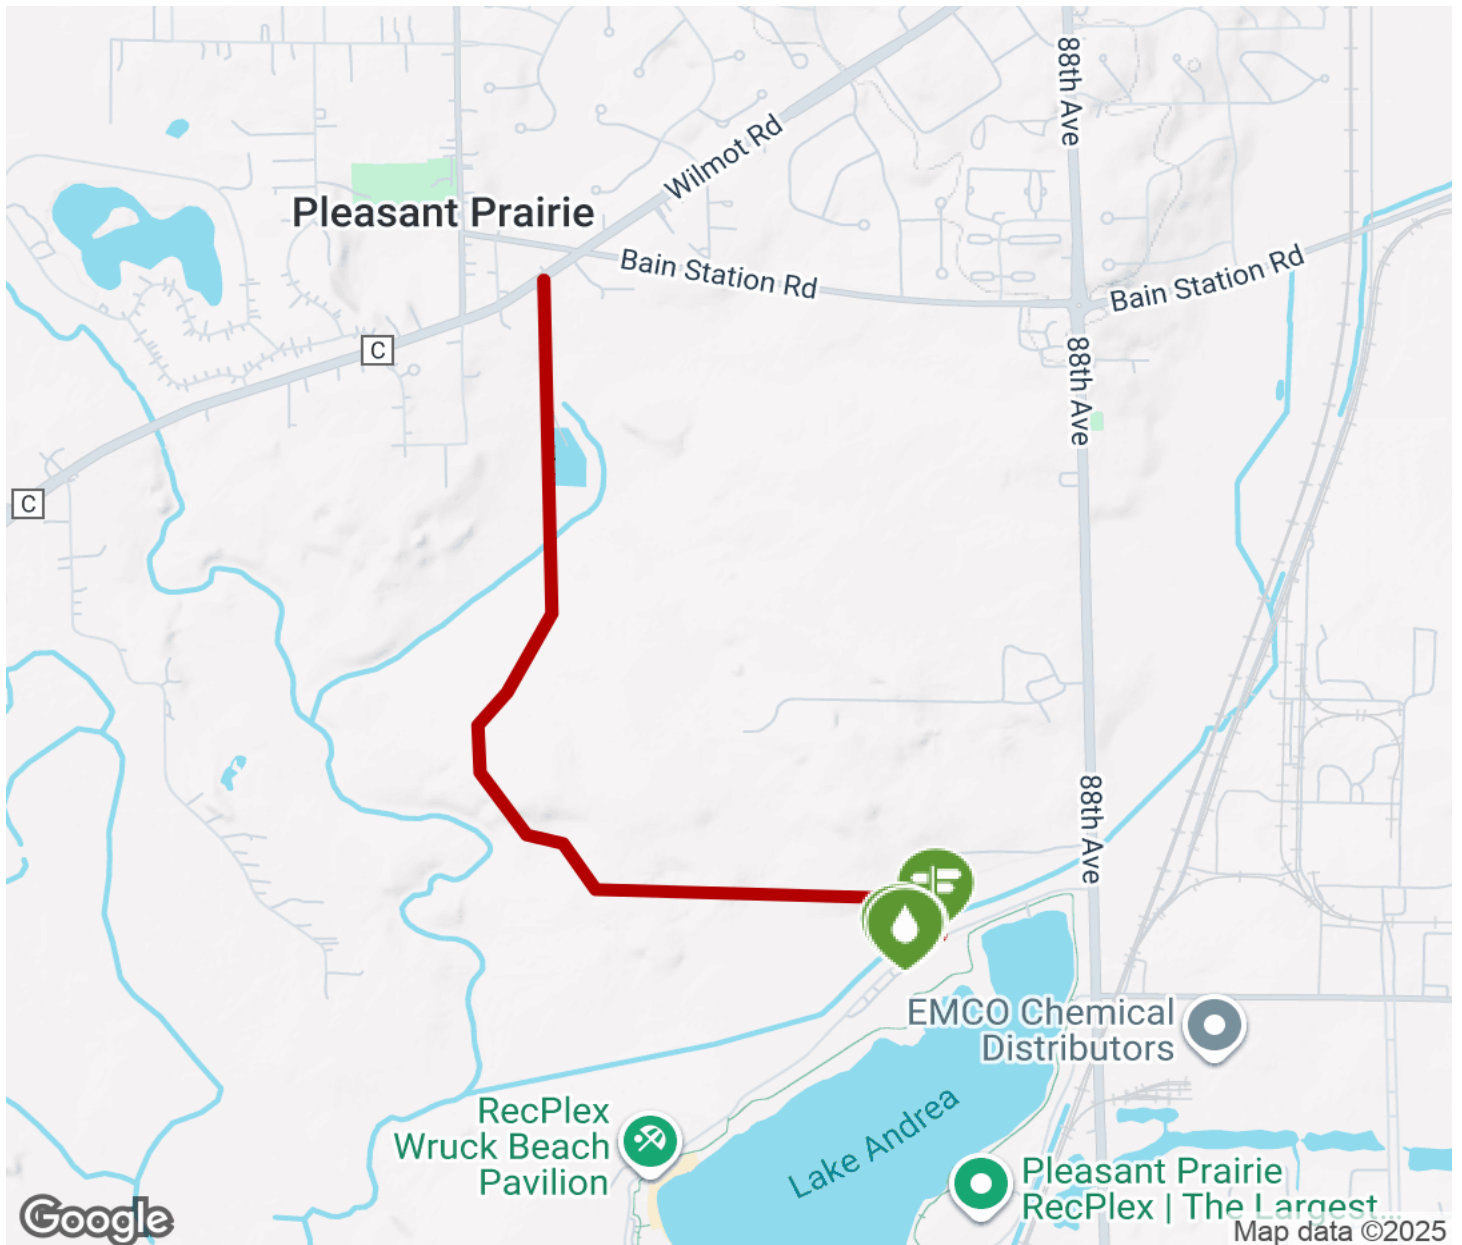 88th Ave
Wilmot Rd
Pleasant Prairie
Bain Station Rd
Bain Station Rd
C
88th Ave
C
88th Ave
EMCO Chemical
Distributors
RecPlex
Wruck Beach
Pavilion
Lake Andrea
Pleasant Prairie
RecPlex | The Largest...
Google
Map data ©2025